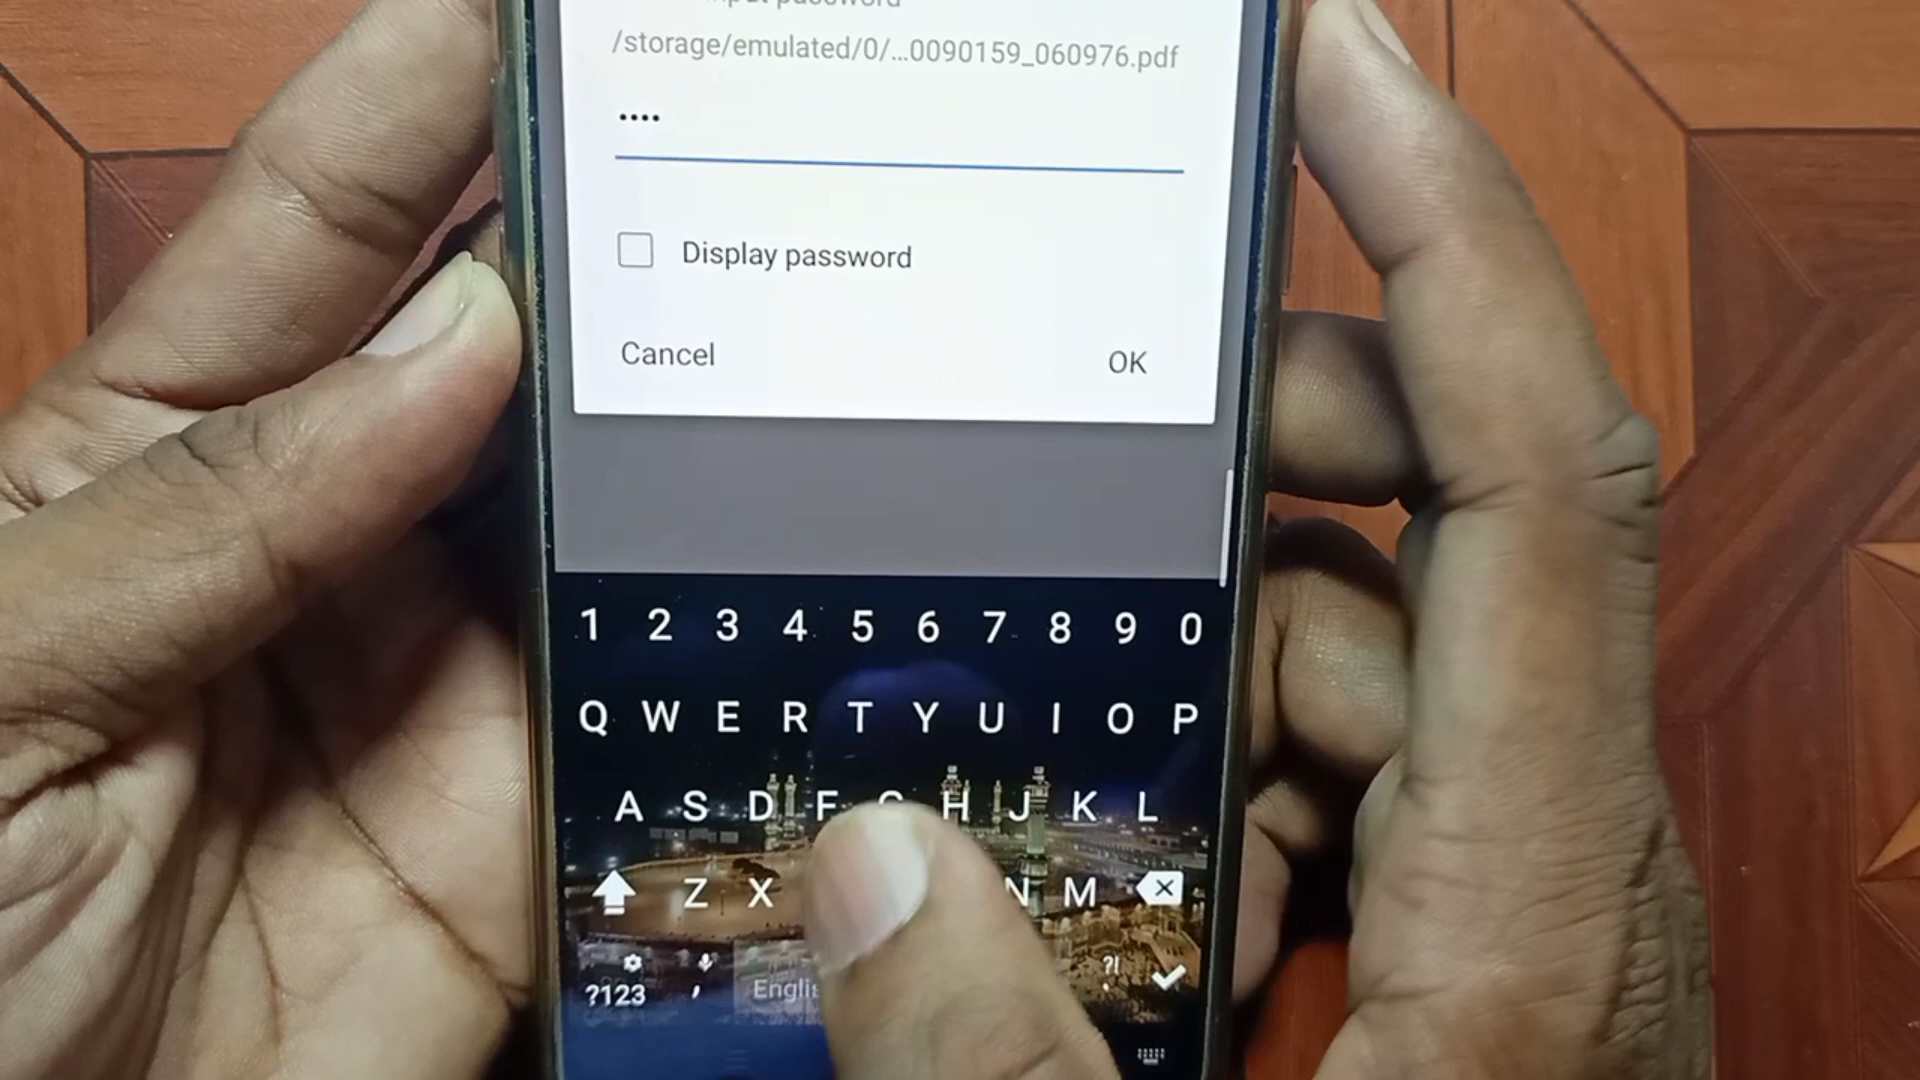 password
/storage/emulated/0/...0090159_060976.pdf
••••
Display password
Cancel
OK
1 2 3 4 5 6 7 8 9 0
Q W E R T Y U I O P
A S D F G H J K L
Z X N M
?!
?123 ,